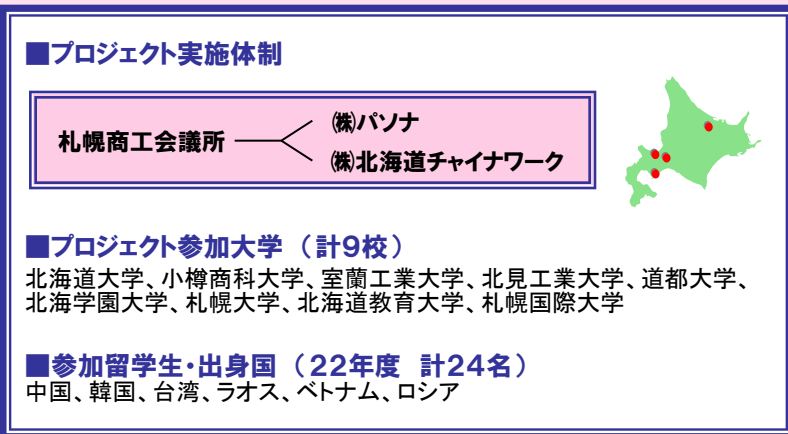 ■プロジェクト実施体制
札幌商工会議所
㈱パソナ
㈱北海道チャイナワーク
■プロジェクト参加大学（計9校）
北海道大学、小樽商科大学、室蘭工業大学、北見工業大学、道都大学、
北海学園大学、札幌大学、北海道教育大学、札幌国際大学
■参加留学生・出身国（22年度　計24名）
中国、韓国、台湾、ラオス、ベトナム、ロシア